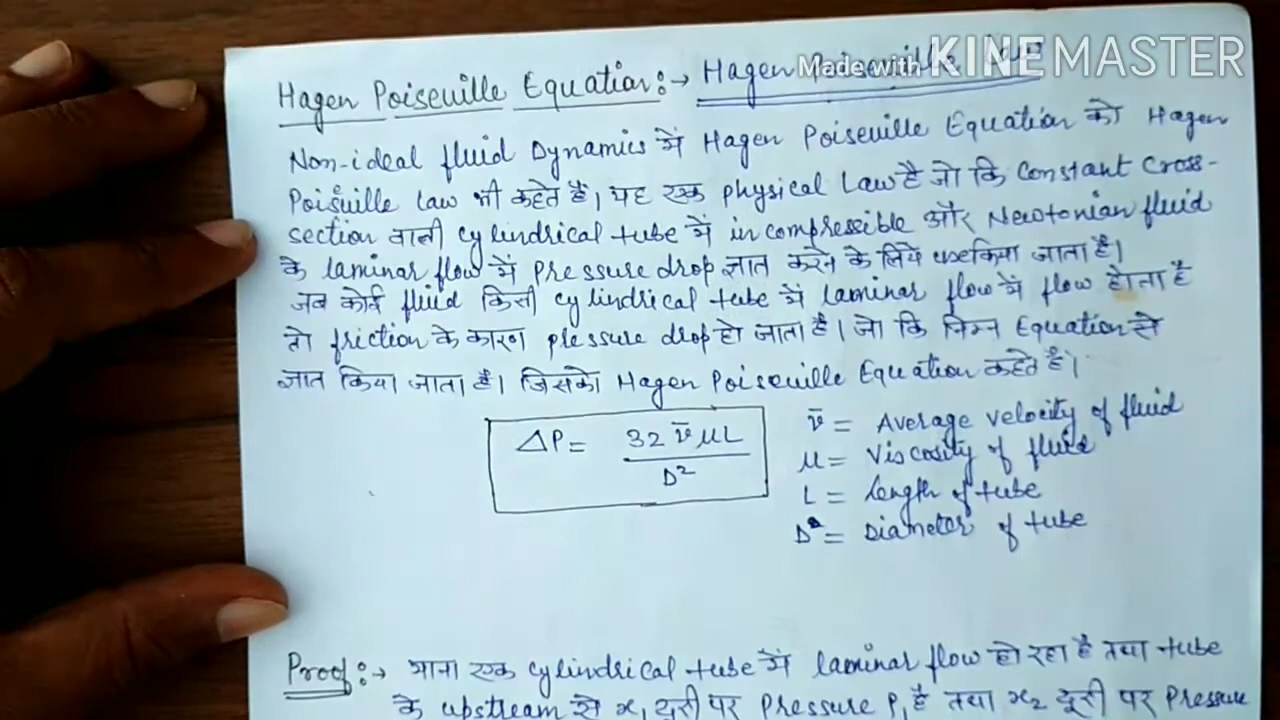 Made with KINEMASTER
Hagen Poiseuille Equation:→ Hagen Poiseuille Law
Non-ideal fluid Dynamics में Hagen Poiseuille Equation को Hagen
Poiseuille Law भी कहते हैं। यह एक physical Law है जो कि constant cross-
section वाली cylindrical tube में incompressible और Newtonian fluid
के laminar flow में pressure drop ज्ञात करने के लिये use किया जाता है।
जब कोई fluid किसी cylindrical tube में laminar flow में flow होता है
तो friction के कारण pressure drop हो जाता है। जो कि निम्न Equation से
ज्ञात किया जाता है। जिसको Hagen Poiseuille Equation कहते हैं।
ΔP = 32 v̄ μL / D²
v̄ = Average velocity of fluid
μ = Viscosity of fluid
L = Length of tube
D = Diameter of tube
Proof:→ माना एक cylindrical tube में laminar flow हो रहा है तथा tube
के upstream से x₁ दूरी पर pressure P₁ है तथा x₂ दूरी पर pressure